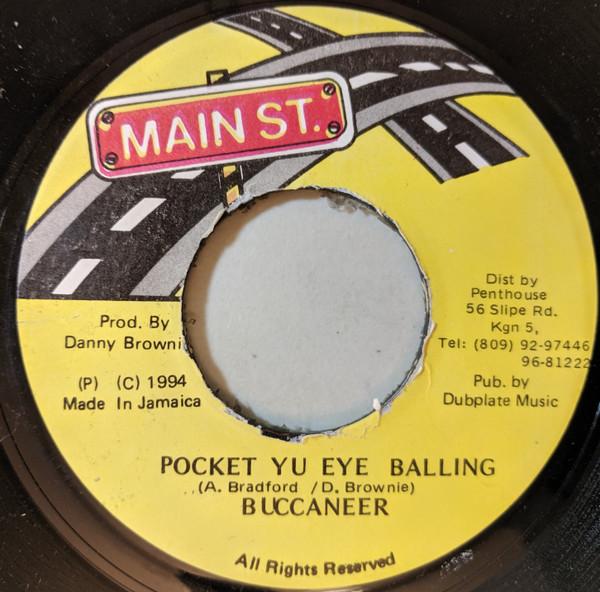 MAIN ST.
Prod. By
Danny Browni
(P) (C) 1994
Made In Jamaica
Dist by
Penthouse
56 Slipe Rd.
Kgn 5,
Tel: (809) 92-97446
96-81222
Pub. by
Dubplate Music
POCKET YU EYE BALLING
(A. Bradford /D. Brownie)
BUCCANEER
All Rights Reserved